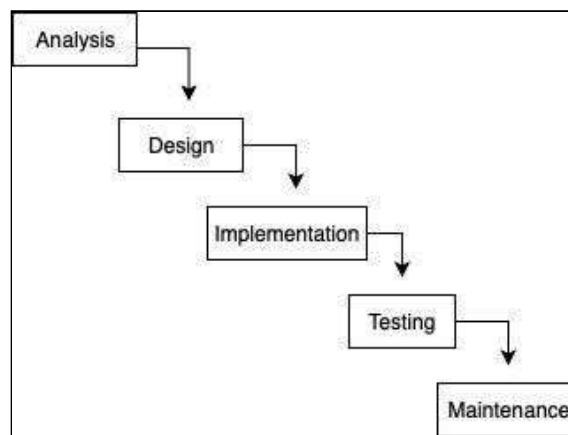 Analysis
Design
Implementation
Testing
Maintenance